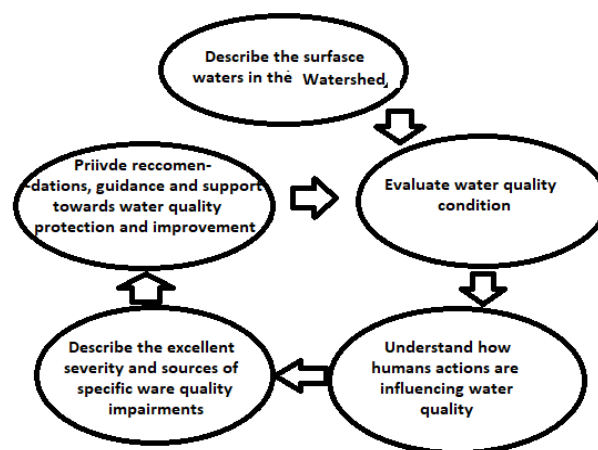 Describe the surfasce
waters in the Watershed,
Priivde reccomen-
-dations, guidance and support
towards water quality
protection and improvement
Evaluate water quality
condition
Describe the excellent
severity and sources of
specific ware quality
impairments
Understand how
humans actions are
influencing water
quality